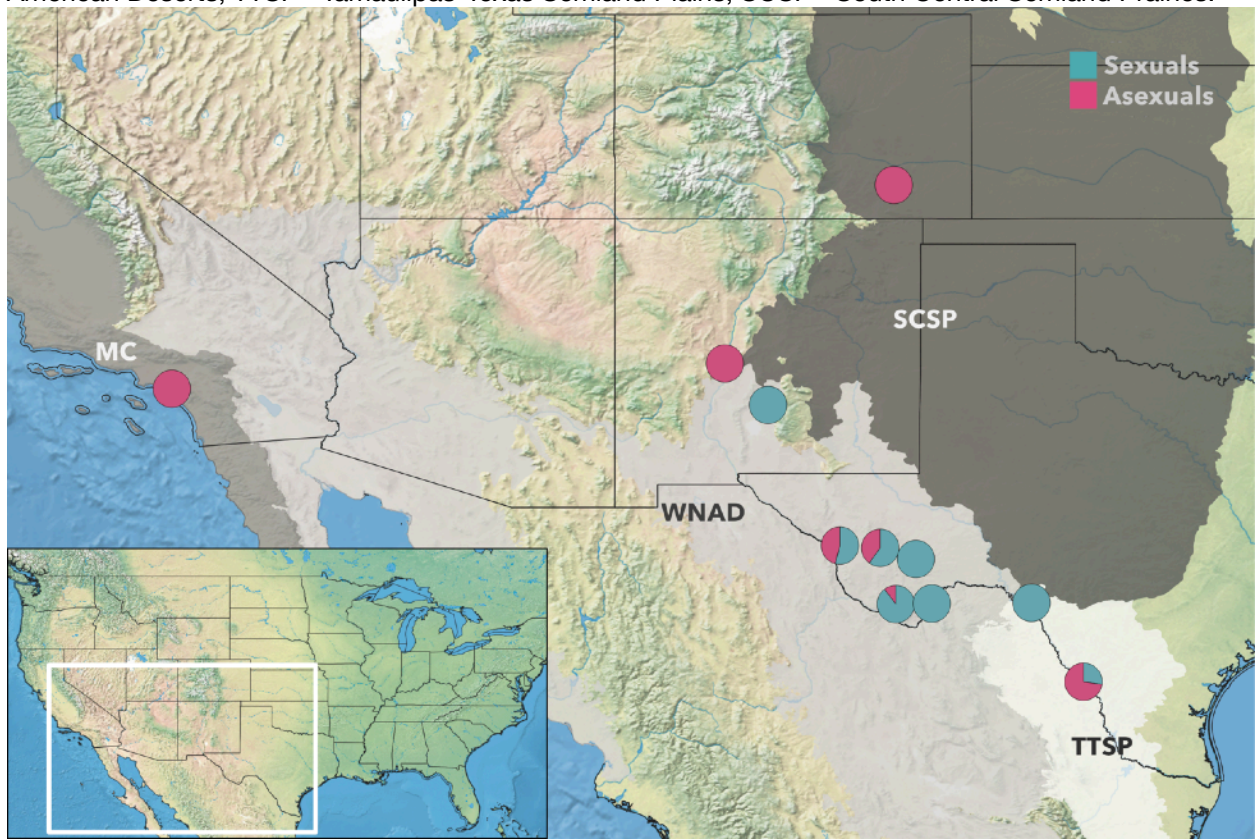 American Deserts; TTSP = Tamaulipas-Texas Semiarid Plains; SCSP = South Central Semiarid Prairies.
Sexuals
Asexuals
SCSP
MC
WNAD
TTSP